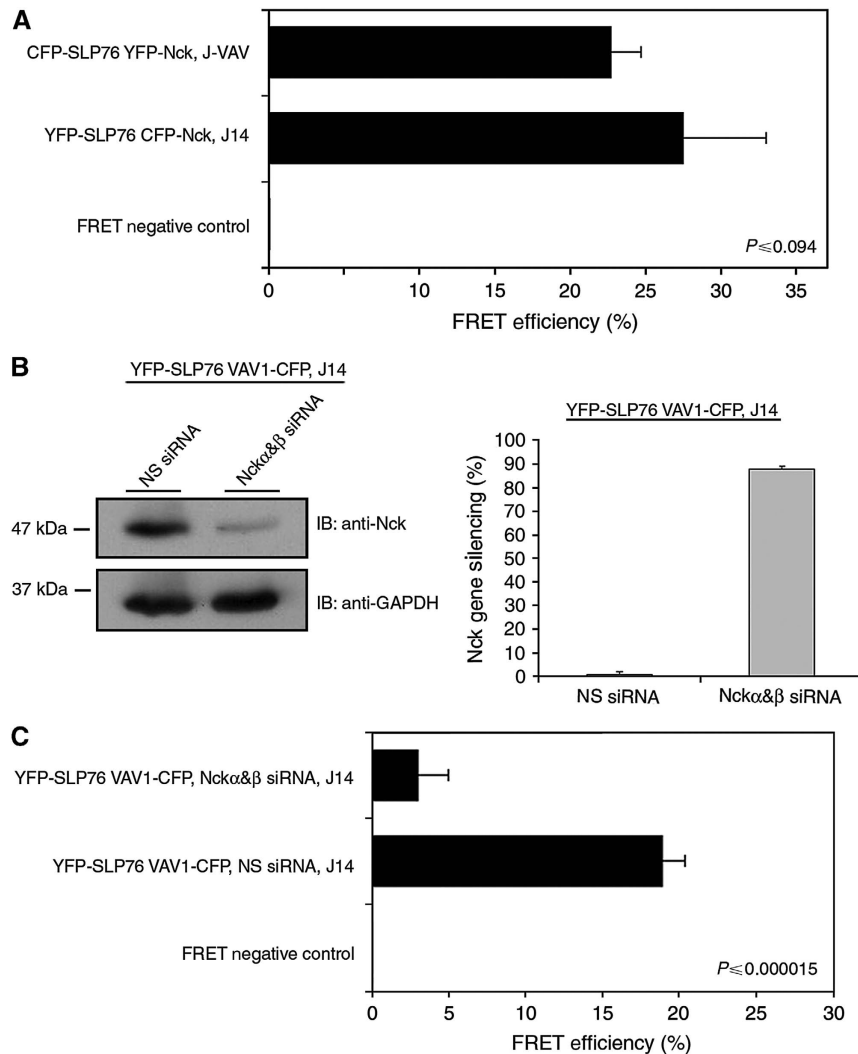 A
CFP-SLP76 YFP-Nck, J-VAV
YFP-SLP76 CFP-Nck, J14
FRET negative control
P≤0.094
0 10 15 20 25 30 35
FRET efficiency (%)
B
YFP-SLP76 VAV1-CFP, J14
NS siRNA
Nckα&β siRNA
47 kDa
IB: anti-Nck
37 kDa
IB: anti-GAPDH
YFP-SLP76 VAV1-CFP, J14
Nck gene silencing (%)
100
90
80
70
60
50
40
30
20
10
0
NS siRNA
Nckα&β siRNA
C
YFP-SLP76 VAV1-CFP, Nckα&β siRNA, J14
YFP-SLP76 VAV1-CFP, NS siRNA, J14
FRET negative control
P≤0.000015
0 5 10 15 20 25 30
FRET efficiency (%)